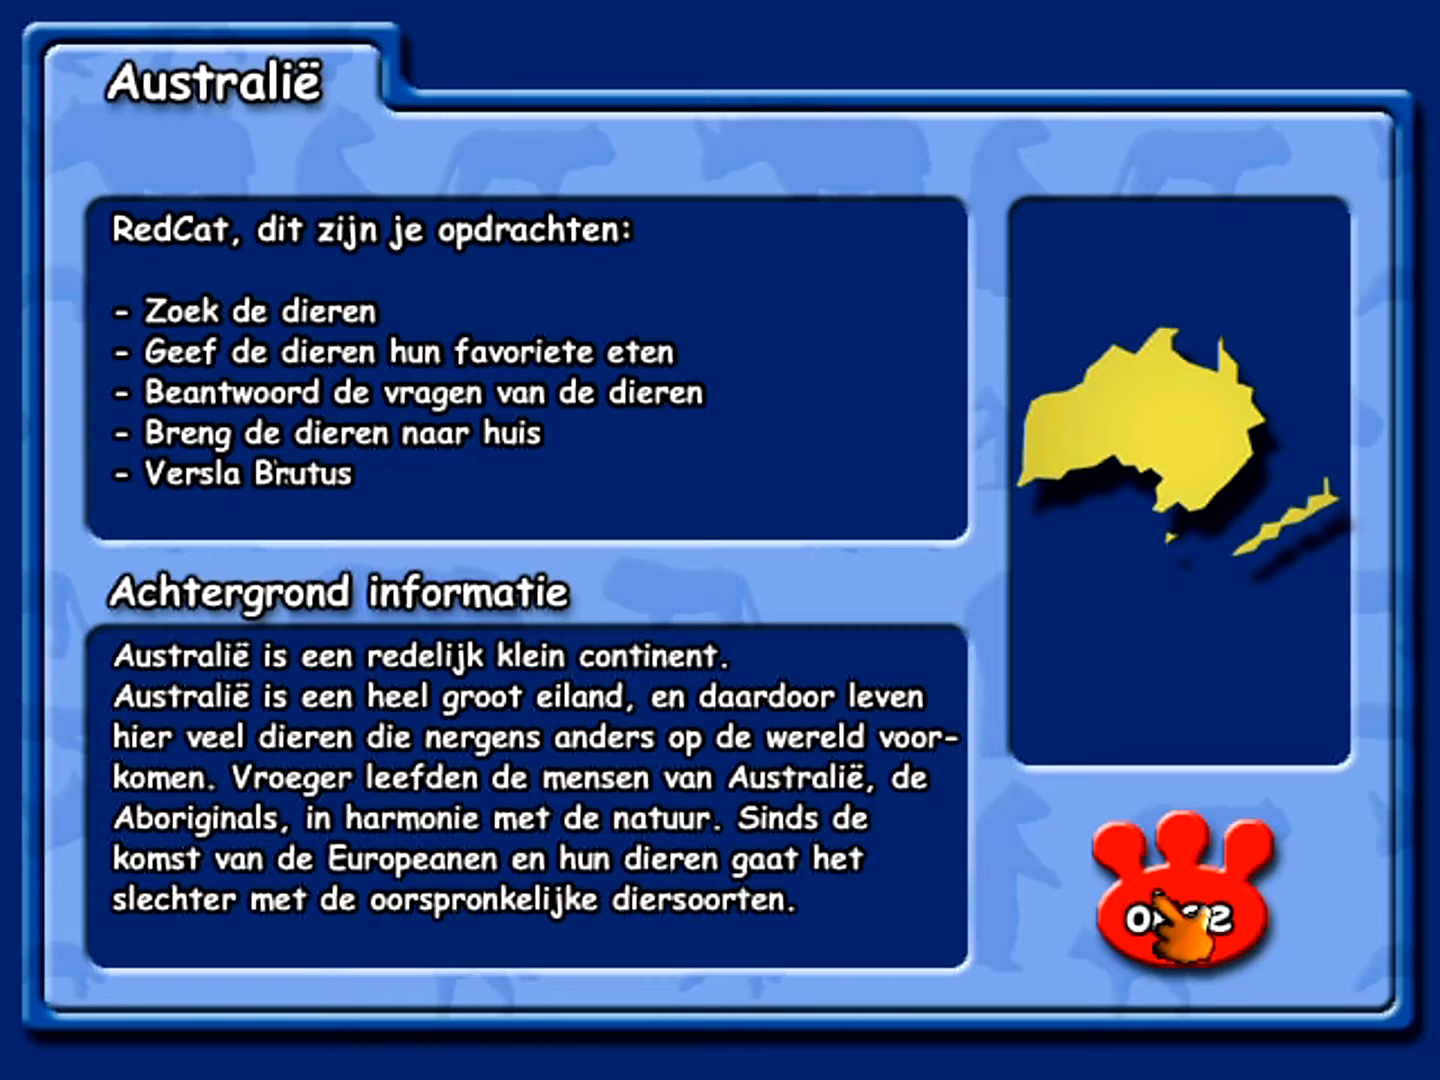 Australië
RedCat, dit zijn je opdrachten:
- Zoek de dieren
- Geef de dieren hun favoriete eten
- Beantwoord de vragen van de dieren
- Breng de dieren naar huis
- Versla Brutus
Achtergrond informatie
Australië is een redelijk klein continent.
Australië is een heel groot eiland, en daardoor leven
hier veel dieren die nergens anders op de wereld voor-
komen. Vroeger leefden de mensen van Australië, de
Aboriginals, in harmonie met de natuur. Sinds de
komst van de Europeanen en hun dieren gaat het
slechter met de oorspronkelijke diersoorten.